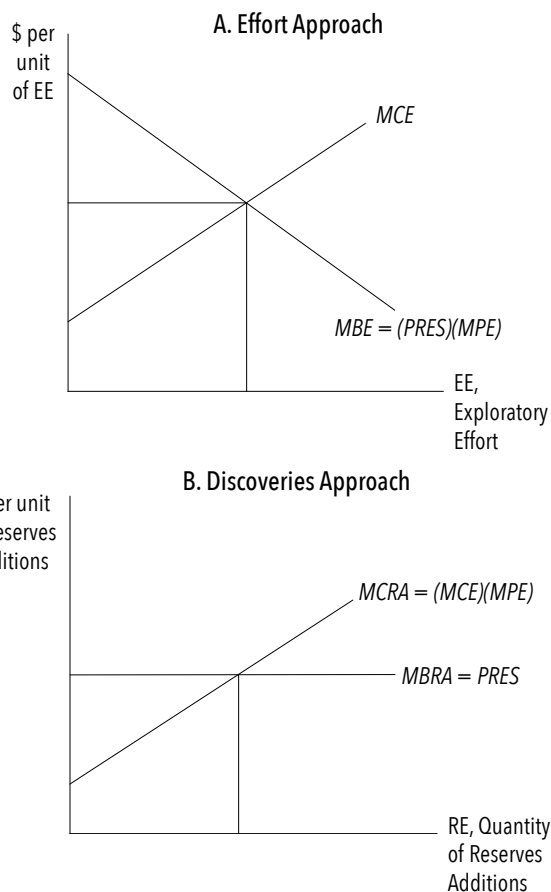 A. Effort Approach
$ per
unit
of EE
MCE
MBE = (PRES)(MPE)
EE,
Exploratory
Effort
B. Discoveries Approach
er unit
eserves
ditions
MCRA = (MCE)(MPE)
MBRA = PRES
RE, Quantity
of Reserves
Additions